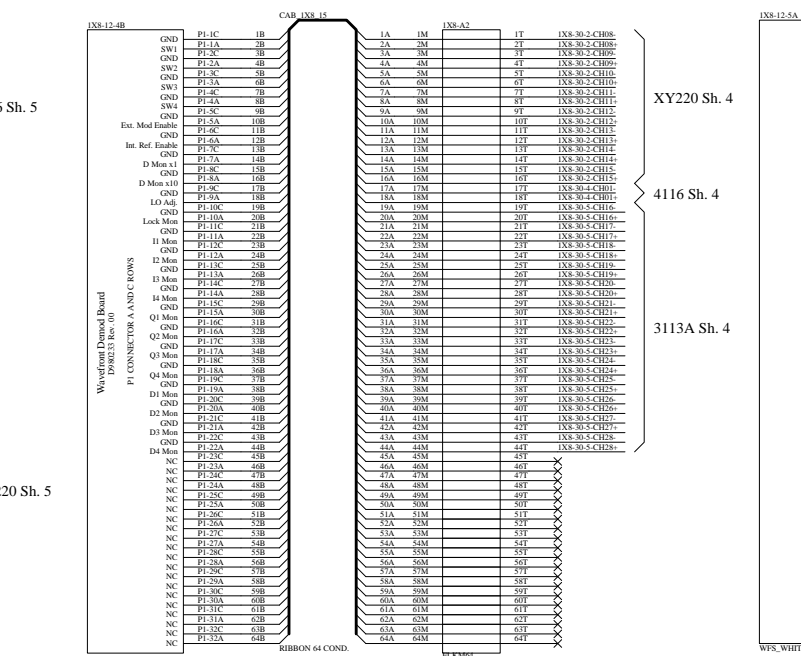 1X8-12-4B CAB_1X8_15 1X8-A2 1X8-12-5A
GND P1-1C 1B 1A 1M 1T 1X8-30-2-CH08-
SW1 P1-1A 2B 2A 2M 2T 1X8-30-2-CH08+
GND P1-2C 3B 3A 3M 3T 1X8-30-2-CH09-
SW2 P1-2A 4B 4A 4M 4T 1X8-30-2-CH09+
GND P1-3C 5B 5A 5M 5T 1X8-30-2-CH10-
SW3 P1-3A 6B 6A 6M 6T 1X8-30-2-CH10+
GND P1-4C 7B 7A 7M 7T 1X8-30-2-CH11-
SW4 P1-4A 8B 8A 8M 8T 1X8-30-2-CH11+
GND P1-5C 9B 9A 9M 9T 1X8-30-2-CH12-
Ext. Mod Enable P1-5A 10B 10A 10M 10T 1X8-30-2-CH12+
GND P1-6C 11B 11A 11M 11T 1X8-30-2-CH13-
Int. Ref. Enable P1-6A 12B 12A 12M 12T 1X8-30-2-CH13+
GND P1-7C 13B 13A 13M 13T 1X8-30-2-CH14-
D Mon x1 P1-7A 14B 14A 14M 14T 1X8-30-2-CH14+
GND P1-8C 15B 15A 15M 15T 1X8-30-2-CH15-
D Mon x10 P1-8A 16B 16A 16M 16T 1X8-30-2-CH15+
GND P1-9C 17B 17A 17M 17T 1X8-30-4-CH01-
LO Adj. P1-9A 18B 18A 18M 18T 1X8-30-4-CH01+
GND P1-10C 19B 19A 19M 19T 1X8-30-5-CH16-
Lock Mon P1-10A 20B 20A 20M 20T 1X8-30-5-CH16+
GND P1-11C 21B 21A 21M 21T 1X8-30-5-CH17-
I1 Mon P1-11A 22B 22A 22M 22T 1X8-30-5-CH17+
GND P1-12C 23B 23A 23M 23T 1X8-30-5-CH18-
I2 Mon P1-12A 24B 24A 24M 24T 1X8-30-5-CH18+
GND P1-13C 25B 25A 25M 25T 1X8-30-5-CH19-
I3 Mon P1-13A 26B 26A 26M 26T 1X8-30-5-CH19+
GND P1-14C 27B 27A 27M 27T 1X8-30-5-CH20-
I4 Mon P1-14A 28B 28A 28M 28T 1X8-30-5-CH20+
GND P1-15C 29B 29A 29M 29T 1X8-30-5-CH21-
Q1 Mon P1-15A 30B 30A 30M 30T 1X8-30-5-CH21+
GND P1-16C 31B 31A 31M 31T 1X8-30-5-CH22-
Q2 Mon P1-16A 32B 32A 32M 32T 1X8-30-5-CH22+
GND P1-17C 33B 33A 33M 33T 1X8-30-5-CH23-
Q3 Mon P1-17A 34B 34A 34M 34T 1X8-30-5-CH23+
GND P1-18C 35B 35A 35M 35T 1X8-30-5-CH24-
Q4 Mon P1-18A 36B 36A 36M 36T 1X8-30-5-CH24+
GND P1-19C 37B 37A 37M 37T 1X8-30-5-CH25-
D1 Mon P1-19A 38B 38A 38M 38T 1X8-30-5-CH25+
GND P1-20C 39B 39A 39M 39T 1X8-30-5-CH26-
D2 Mon P1-20A 40B 40A 40M 40T 1X8-30-5-CH26+
GND P1-21C 41B 41A 41M 41T 1X8-30-5-CH27-
D3 Mon P1-21A 42B 42A 42M 42T 1X8-30-5-CH27+
GND P1-22C 43B 43A 43M 43T 1X8-30-5-CH28-
D4 Mon P1-22A 44B 44A 44M 44T 1X8-30-5-CH28+
NC P1-23C 45B 45A 45M 45T
NC P1-23A 46B 46A 46M 46T
NC P1-24C 47B 47A 47M 47T
NC P1-24A 48B 48A 48M 48T
NC P1-25C 49B 49A 49M 49T
NC P1-25A 50B 50A 50M 50T
NC P1-26C 51B 51A 51M 51T
NC P1-26A 52B 52A 52M 52T
NC P1-27C 53B 53A 53M 53T
NC P1-27A 54B 54A 54M 54T
NC P1-28C 55B 55A 55M 55T
NC P1-28A 56B 56A 56M 56T
NC P1-29C 57B 57A 57M 57T
NC P1-29A 58B 58A 58M 58T
NC P1-30C 59B 59A 59M 59T
NC P1-30A 60B 60A 60M 60T
NC P1-31C 61B 61A 61M 61T
NC P1-31A 62B 62A 62M 62T
NC P1-32C 63B 63A 63M 63T
NC P1-32A 64B 64A 64M 64T
RIBBON 64 COND.
Wavefront Demod Board
D980233 Rev. 00
P1 CONNECTOR A AND C ROWS
Sh. 5
20 Sh. 5
XY220 Sh. 4
4116 Sh. 4
3113A Sh. 4